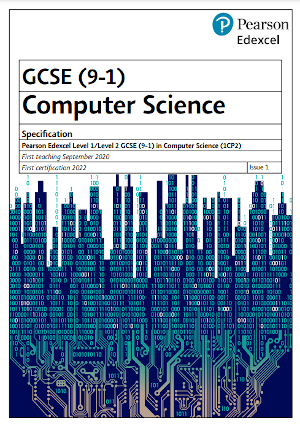 Pearson
Edexcel
GCSE (9-1)
Computer Science
Specification
Pearson Edexcel Level 1/Level 2 GCSE (9-1) in Computer Science (1CP2)
First teaching September 2020
First certification 2022
Issue 1